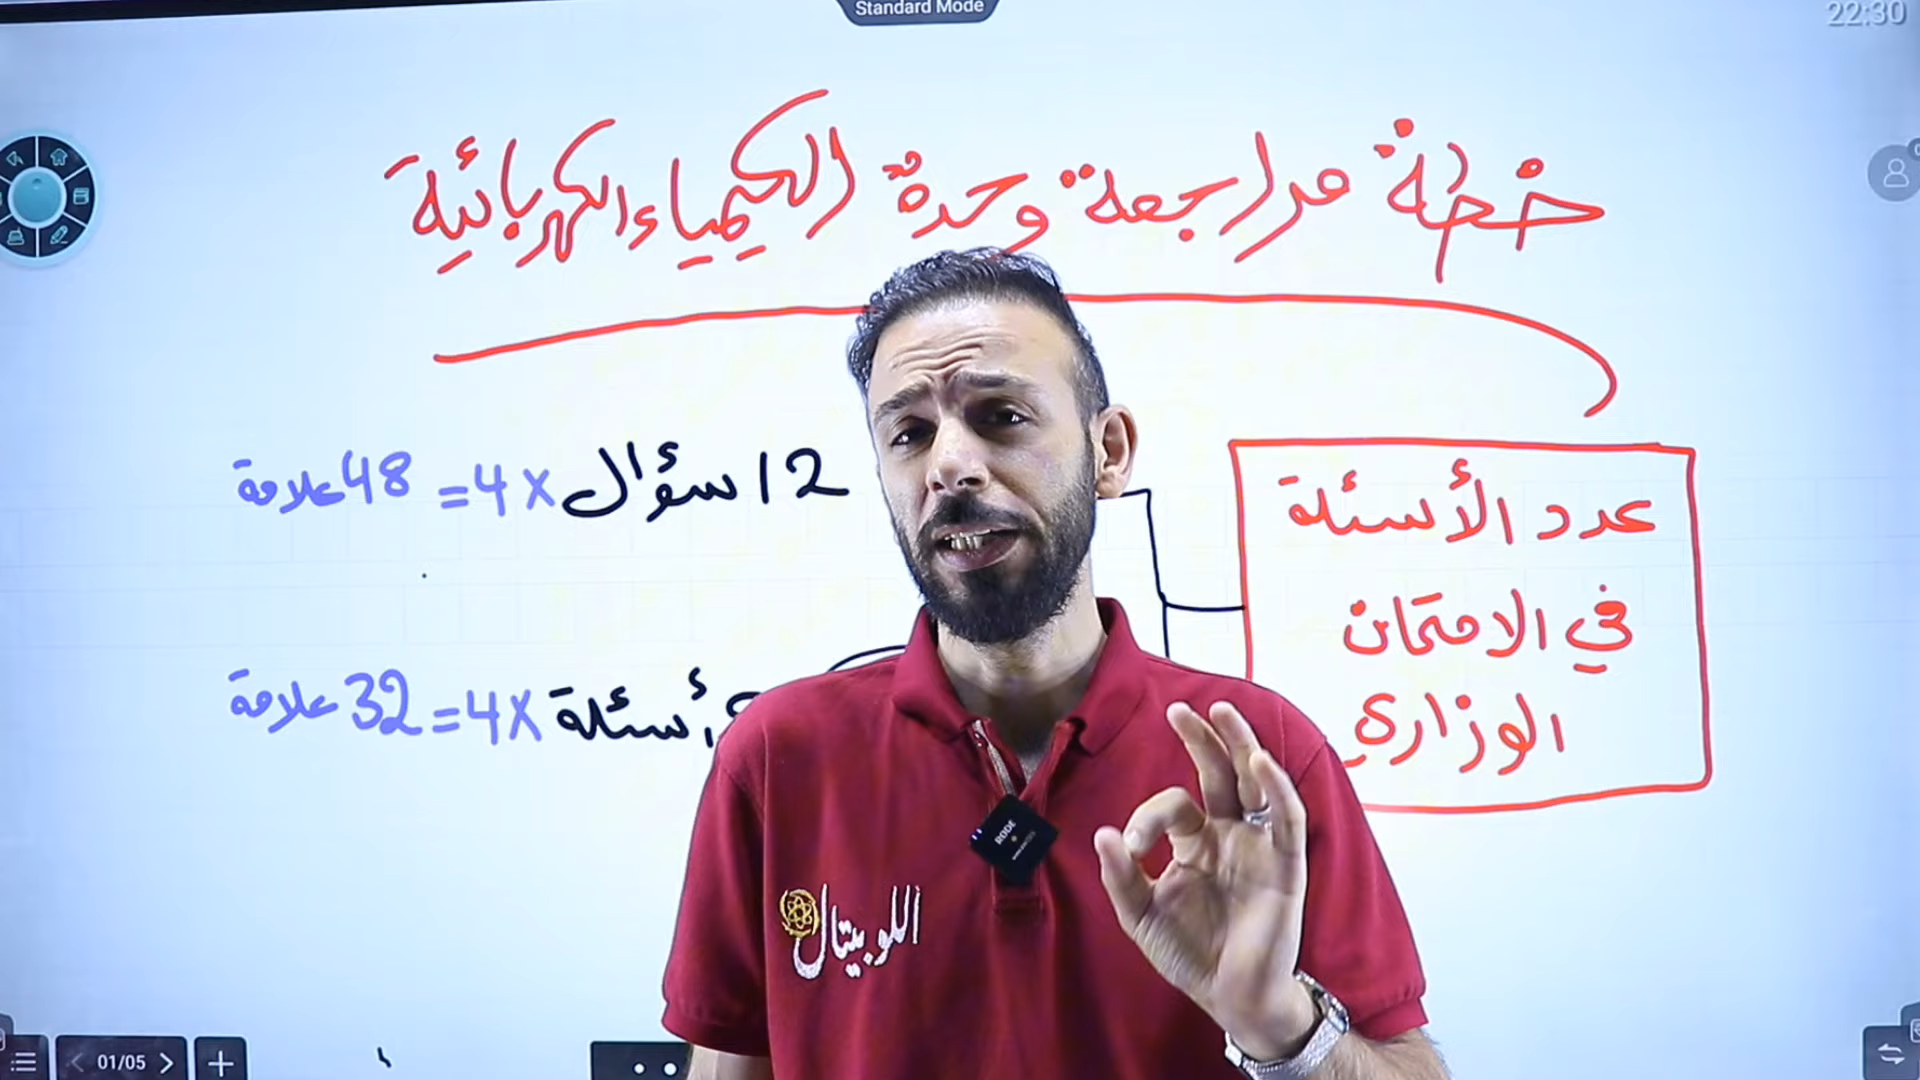 Standard Mode
22:30
خطة مراجعة وحدة الكيمياء الكهربائية
عدد الأسئلة
في الامتحان
الوزاري
12 سؤال × 4 = 48 علامة
أسئلة × 4 = 32 علامة
RØDE
اللوبيتال
01/05